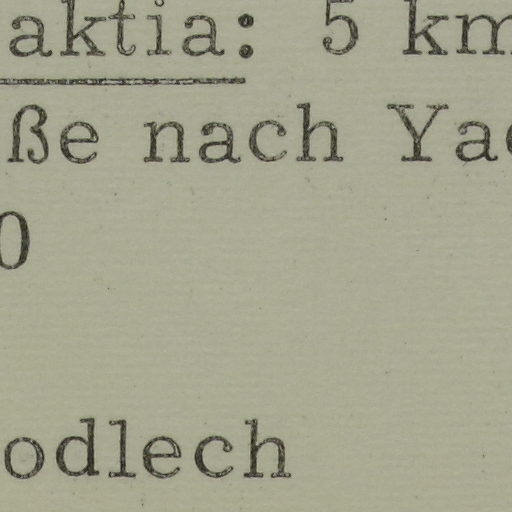 aktia: 5 km
ße nach Ya
0
odlech